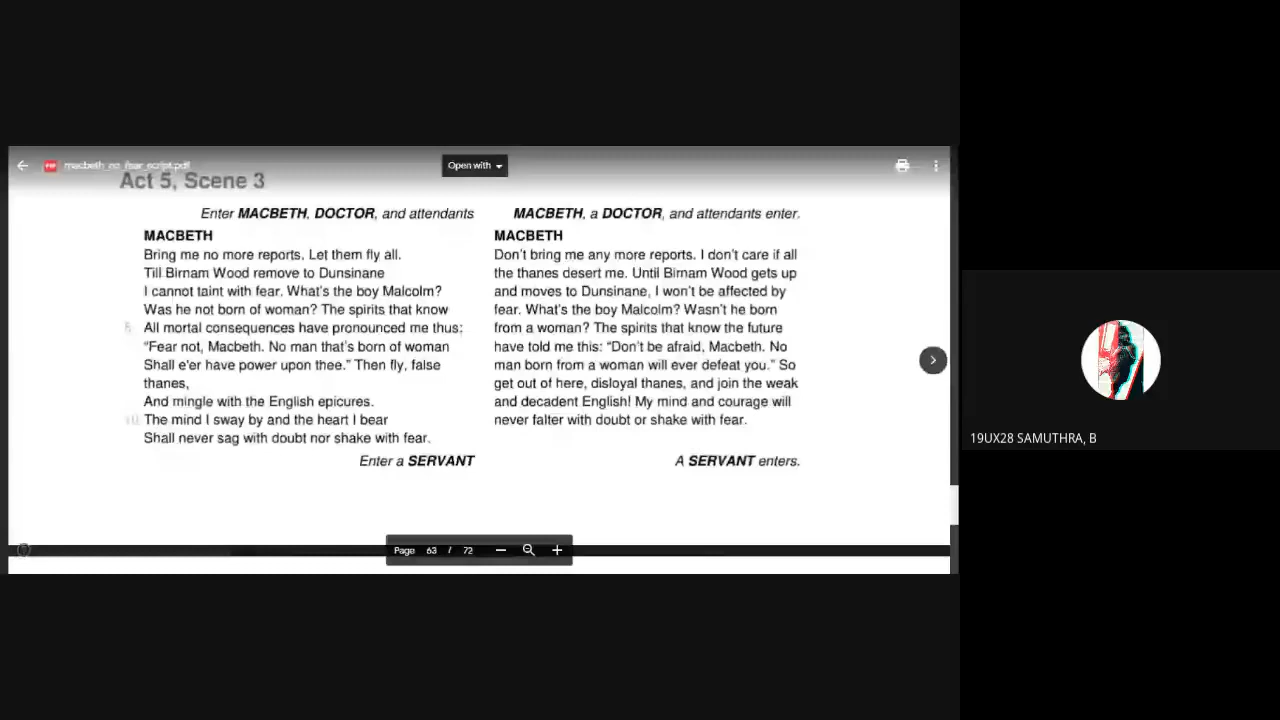 macbeth_no_fear_script.pdf
Open with
Act 5, Scene 3
Enter MACBETH, DOCTOR, and attendants
MACBETH
Bring me no more reports. Let them fly all.
Till Birnam Wood remove to Dunsinane
I cannot taint with fear. What's the boy Malcolm?
Was he not born of woman? The spirits that know
5 All mortal consequences have pronounced me thus:
“Fear not, Macbeth. No man that's born of woman
Shall e'er have power upon thee.” Then fly, false
thanes,
And mingle with the English epicures.
10 The mind I sway by and the heart I bear
Shall never sag with doubt nor shake with fear.
Enter a SERVANT
MACBETH, a DOCTOR, and attendants enter.
MACBETH
Don't bring me any more reports. I don't care if all
the thanes desert me. Until Birnam Wood gets up
and moves to Dunsinane, I won't be affected by
fear. What's the boy Malcolm? Wasn't he born
from a woman? The spirits that know the future
have told me this: “Don't be afraid, Macbeth. No
man born from a woman will ever defeat you.” So
get out of here, disloyal thanes, and join the weak
and decadent English! My mind and courage will
never falter with doubt or shake with fear.
A SERVANT enters.
Page 63 / 72
19UX28 SAMUTHRA, B